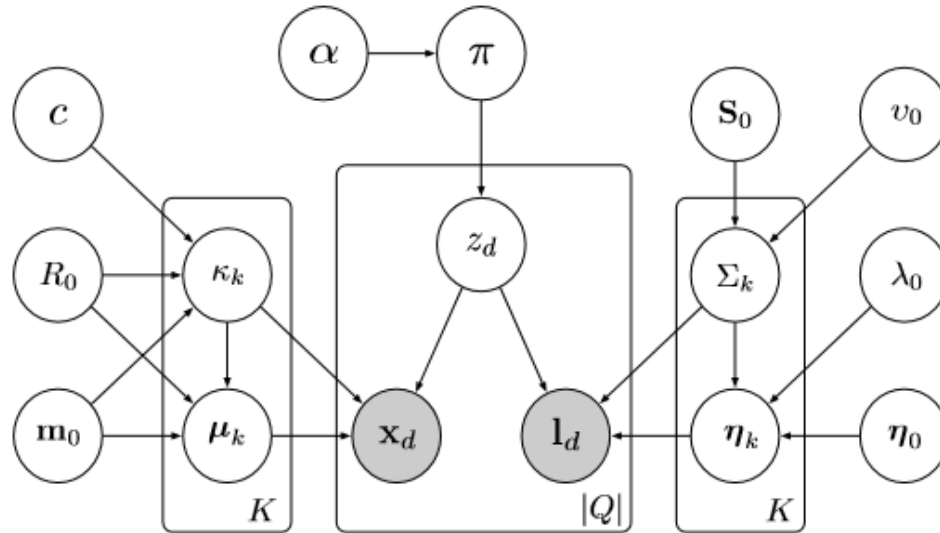 α π
c S₀ υ₀
R₀ κ_k z_d Σ_k λ₀
m₀ μ_k x_d l_d η_k η₀
K |Q| K